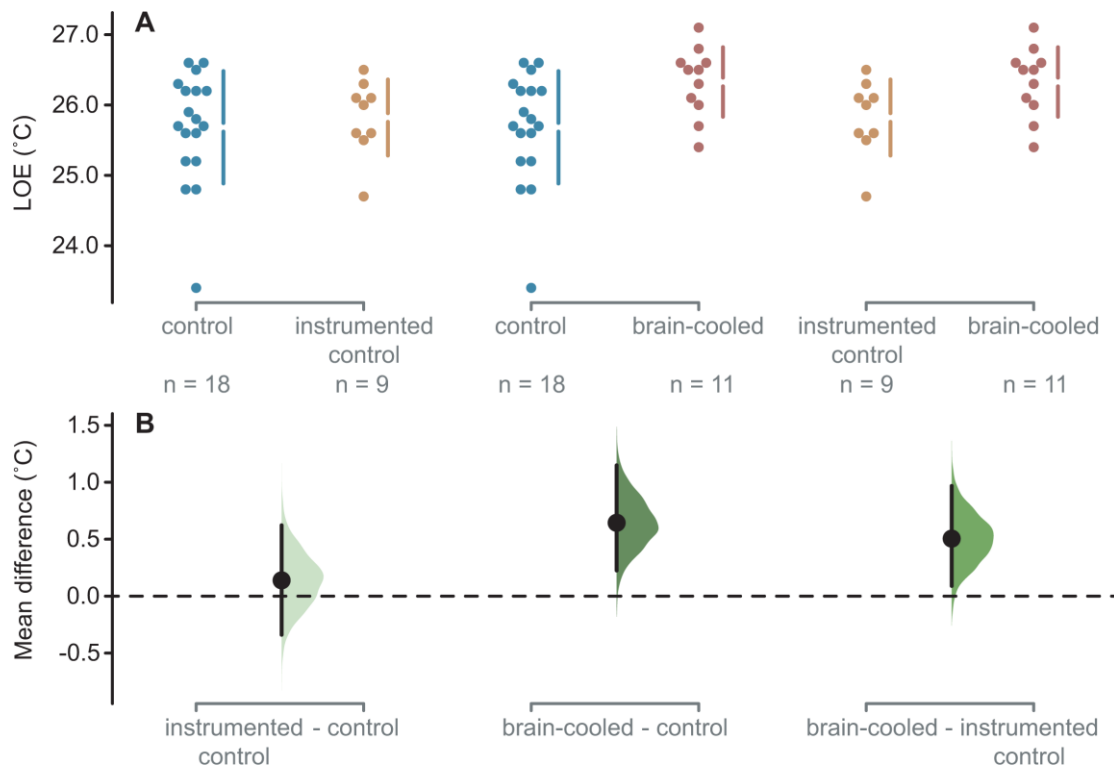 A
27.0
26.0
25.0
24.0
LOE (˚C)
control
instrumented
control
control
brain-cooled
instrumented
control
brain-cooled
n = 18
n = 9
n = 18
n = 11
n = 9
n = 11
B
1.5
1.0
0.5
0.0
-0.5
Mean difference (˚C)
instrumented - control
control
brain-cooled - control
brain-cooled - instrumented
control